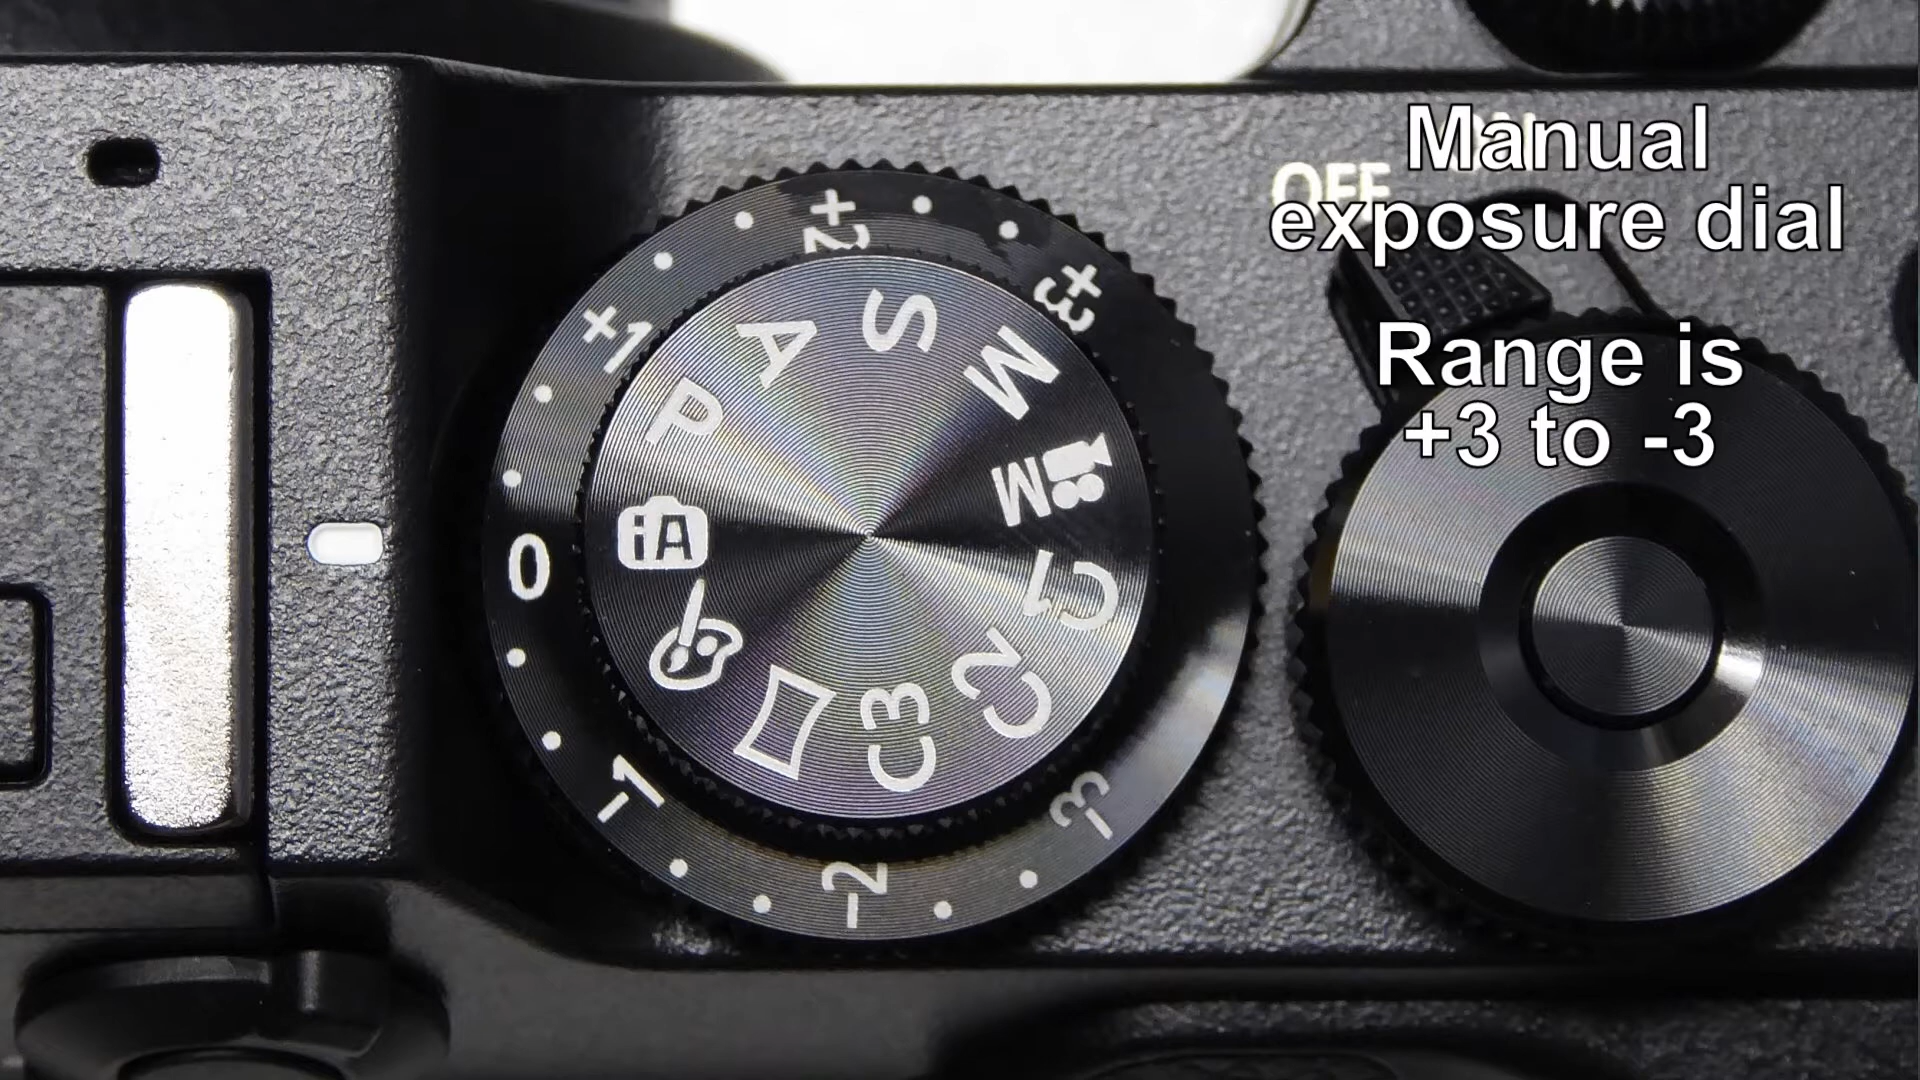 Manual
exposure dial
Range is
+3 to -3
OFF
+2
+3
+1
S
A
M
P
M
iA
0
C1
C2
C3
-1
-3
-2